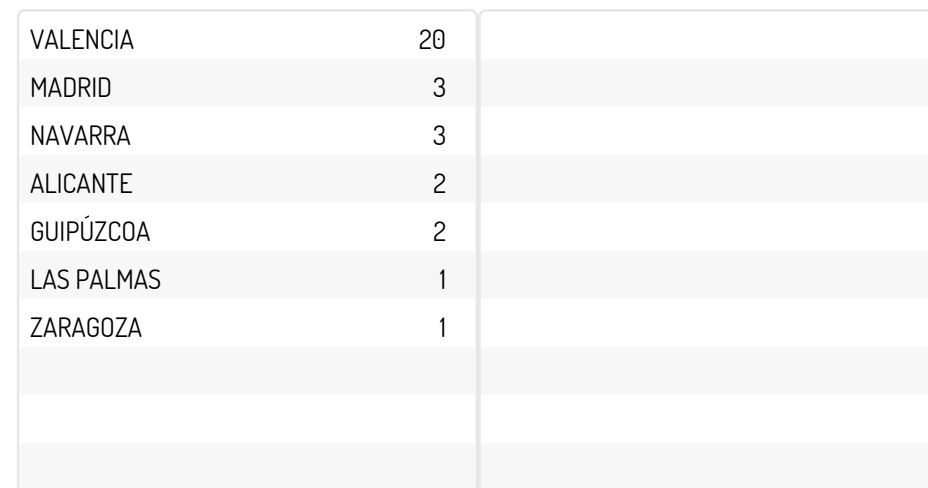 VALENCIA 20
MADRID 3
NAVARRA 3
ALICANTE 2
GUIPÚZCOA 2
LAS PALMAS 1
ZARAGOZA 1